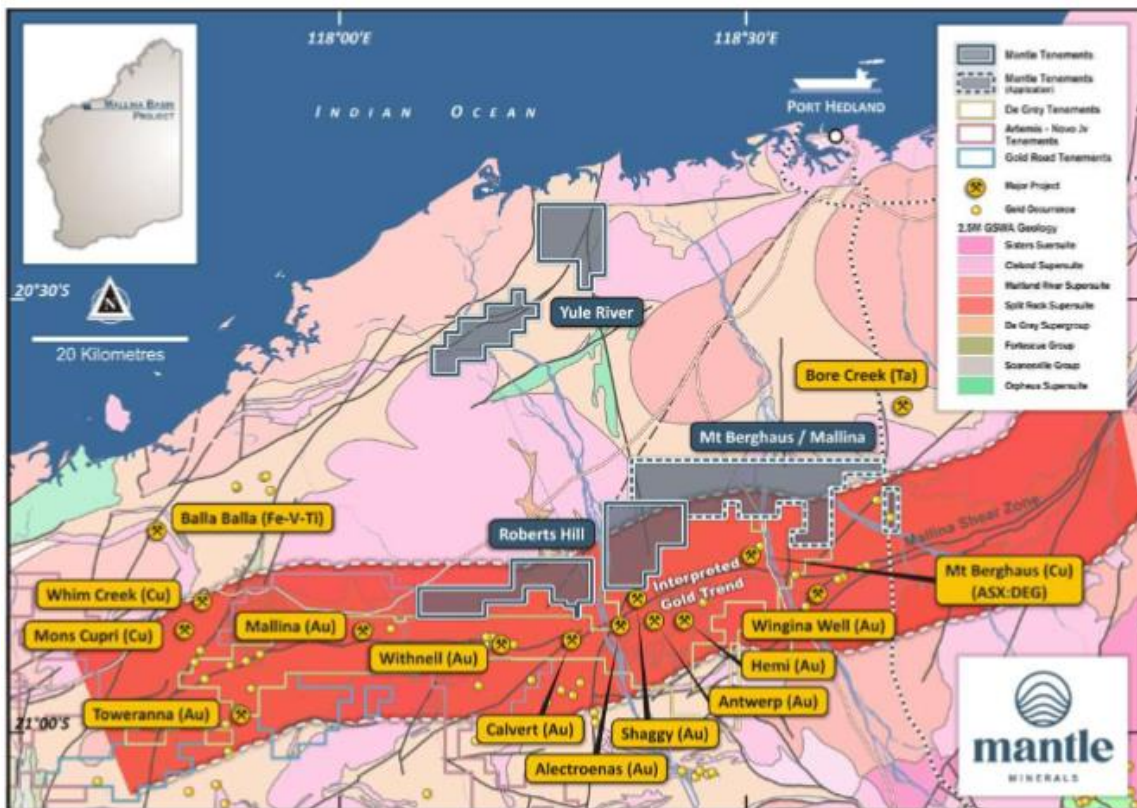 118°00'E
118°30'E
MALLINA BASIN
PROJECT
INDIAN OCEAN
PORT HEDLAND
Mantle Tenements
Mantle Tenements
(Application)
De Grey Tenements
Artemis - Novo Jv
Tenements
Gold Road Tenements
Major Project
Gold Occurrence
2.5M GSWA Geology
Cleland Supersuite
Maitland River Supersuite
Split Rock Supersuite
De Grey Supergroup
Fortescue Group
Orpheus Supersuite
20°30'S
N
20 Kilometres
Yule River
Bore Creek (Ta)
Mt Berghaus / Mallina
Balla Balla (Fe-V-Ti)
Roberts Hill
Mallina Shear Zone
Interpreted
Gold Trend
Mt Berghaus (Cu)
(ASX:DEG)
Whim Creek (Cu)
Mons Cupri (Cu)
Mallina (Au)
Withnell (Au)
Wingina Well (Au)
Hemi (Au)
Toweranna (Au)
Antwerp (Au)
21°00'S
Calvert (Au)
Shaggy (Au)
Alectroenas (Au)
mantle
MINERALS